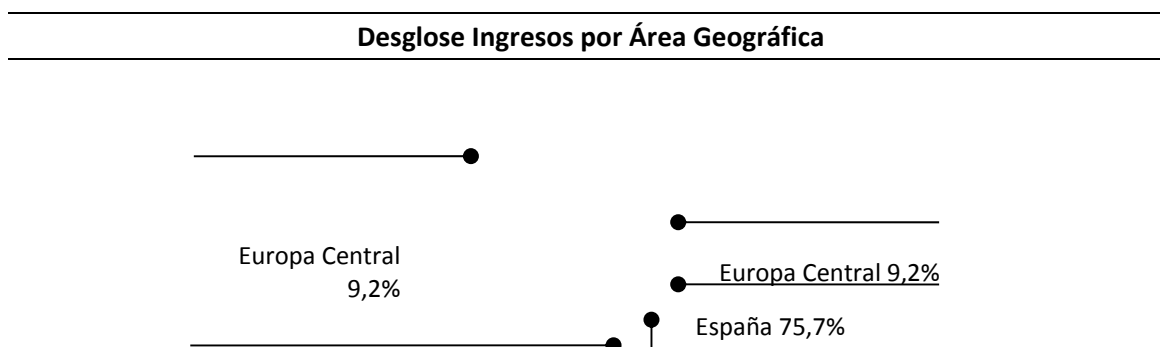 Desglose Ingresos por Área Geográfica
Europa Central
9,2%
Europa Central 9,2%
España 75,7%